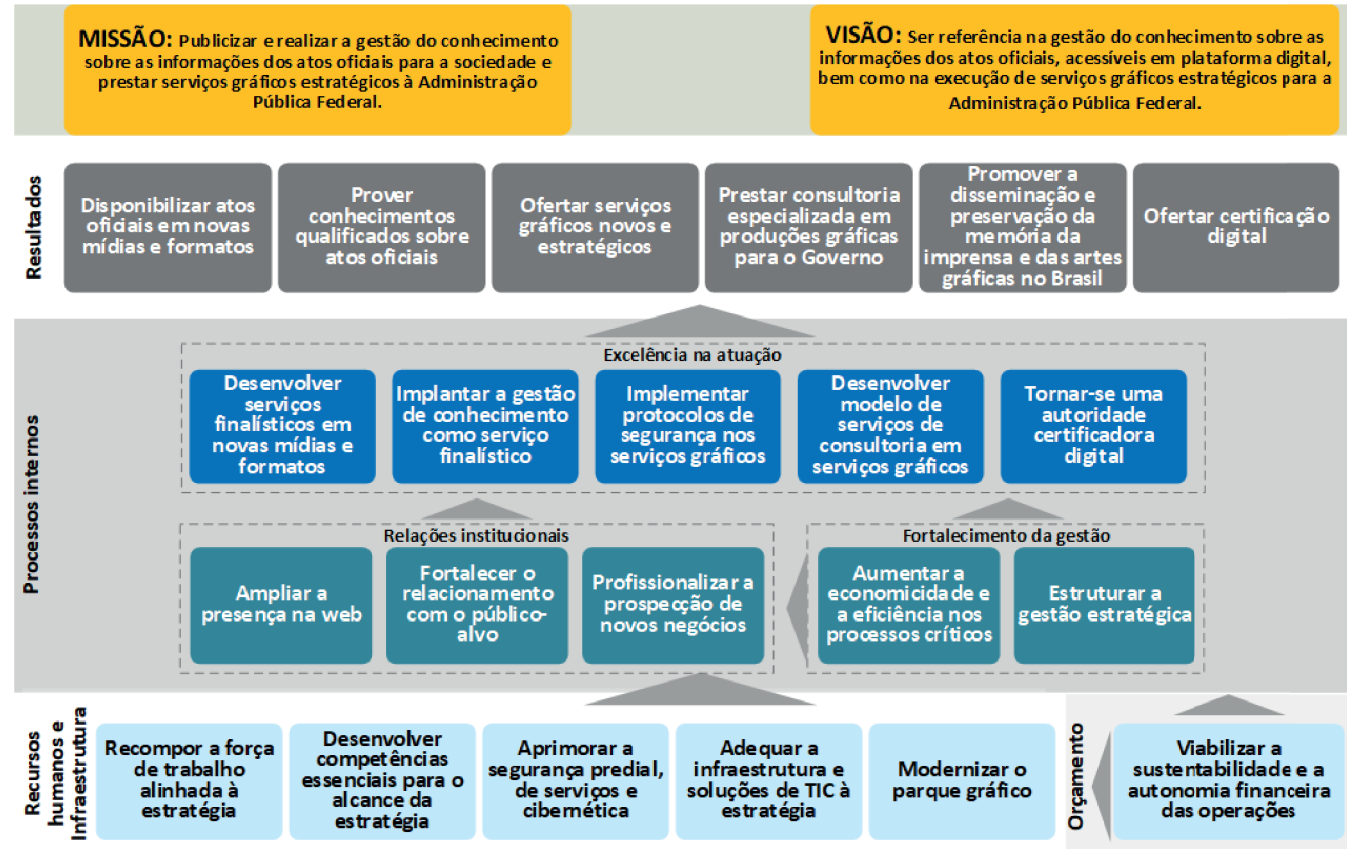 MISSÃO: Publicizar e realizar a gestão do conhecimento
sobre as informações dos atos oficiais para a sociedade e
prestar serviços gráficos estratégicos à Administração
Pública Federal.
VISÃO: Ser referência na gestão do conhecimento sobre as
informações dos atos oficiais, acessíveis em plataforma digital,
bem como na execução de serviços gráficos estratégicos para a
Administração Pública Federal.
Resultados
Disponibilizar atos
oficiais em novas
mídias e formatos
Prover
conhecimentos
qualificados sobre
atos oficiais
Ofertar serviços
gráficos novos e
estratégicos
Prestar consultoria
especializada em
produções gráficas
para o Governo
Promover a
disseminação e
preservação da
memória da
imprensa e das artes
gráficas no Brasil
Ofertar certificação
digital
Processos internos
Excelência na atuação
Desenvolver
serviços
finalísticos em
novas mídias e
formatos
Implantar a gestão
de conhecimento
como serviço
finalístico
Implementar
protocolos de
segurança nos
serviços gráficos
Desenvolver
modelo de
serviços de
consultoria em
serviços gráficos
Tornar-se uma
autoridade
certificadora
digital
Relações institucionais
Ampliar a
presença na web
Fortalecer o
relacionamento
com o público-
alvo
Profissionalizar a
prospecção de
novos negócios
Fortalecimento da gestão
Aumentar a
economicidade e
a eficiência nos
processos críticos
Estruturar a
gestão estratégica
Recursos
humanos e
Infraestrutura
Recompor a força
de trabalho
alinhada à
estratégia
Desenvolver
competências
essenciais para o
alcance da
estratégia
Aprimorar a
segurança predial,
de serviços e
cibernética
Adequar a
infraestrutura e
soluções de TIC à
estratégia
Modernizar o
parque gráfico
Orçamento
Viabilizar a
sustentabilidade e a
autonomia financeira
das operações